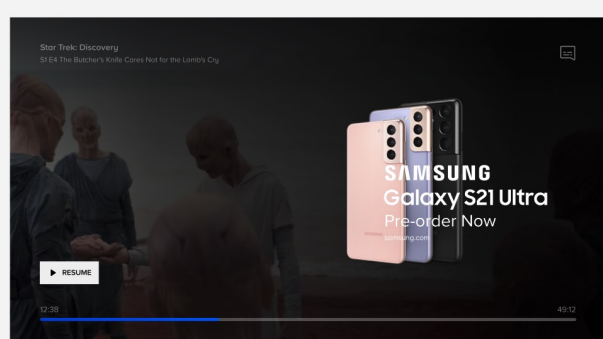 Star Trek: Discovery
S1 E4 The Butcher's Knife Cares Not for the Lamb's Cry
SAMSUNG
Galaxy S21 Ultra
Pre-order Now
samsung.com
RESUME
12:38
49:12